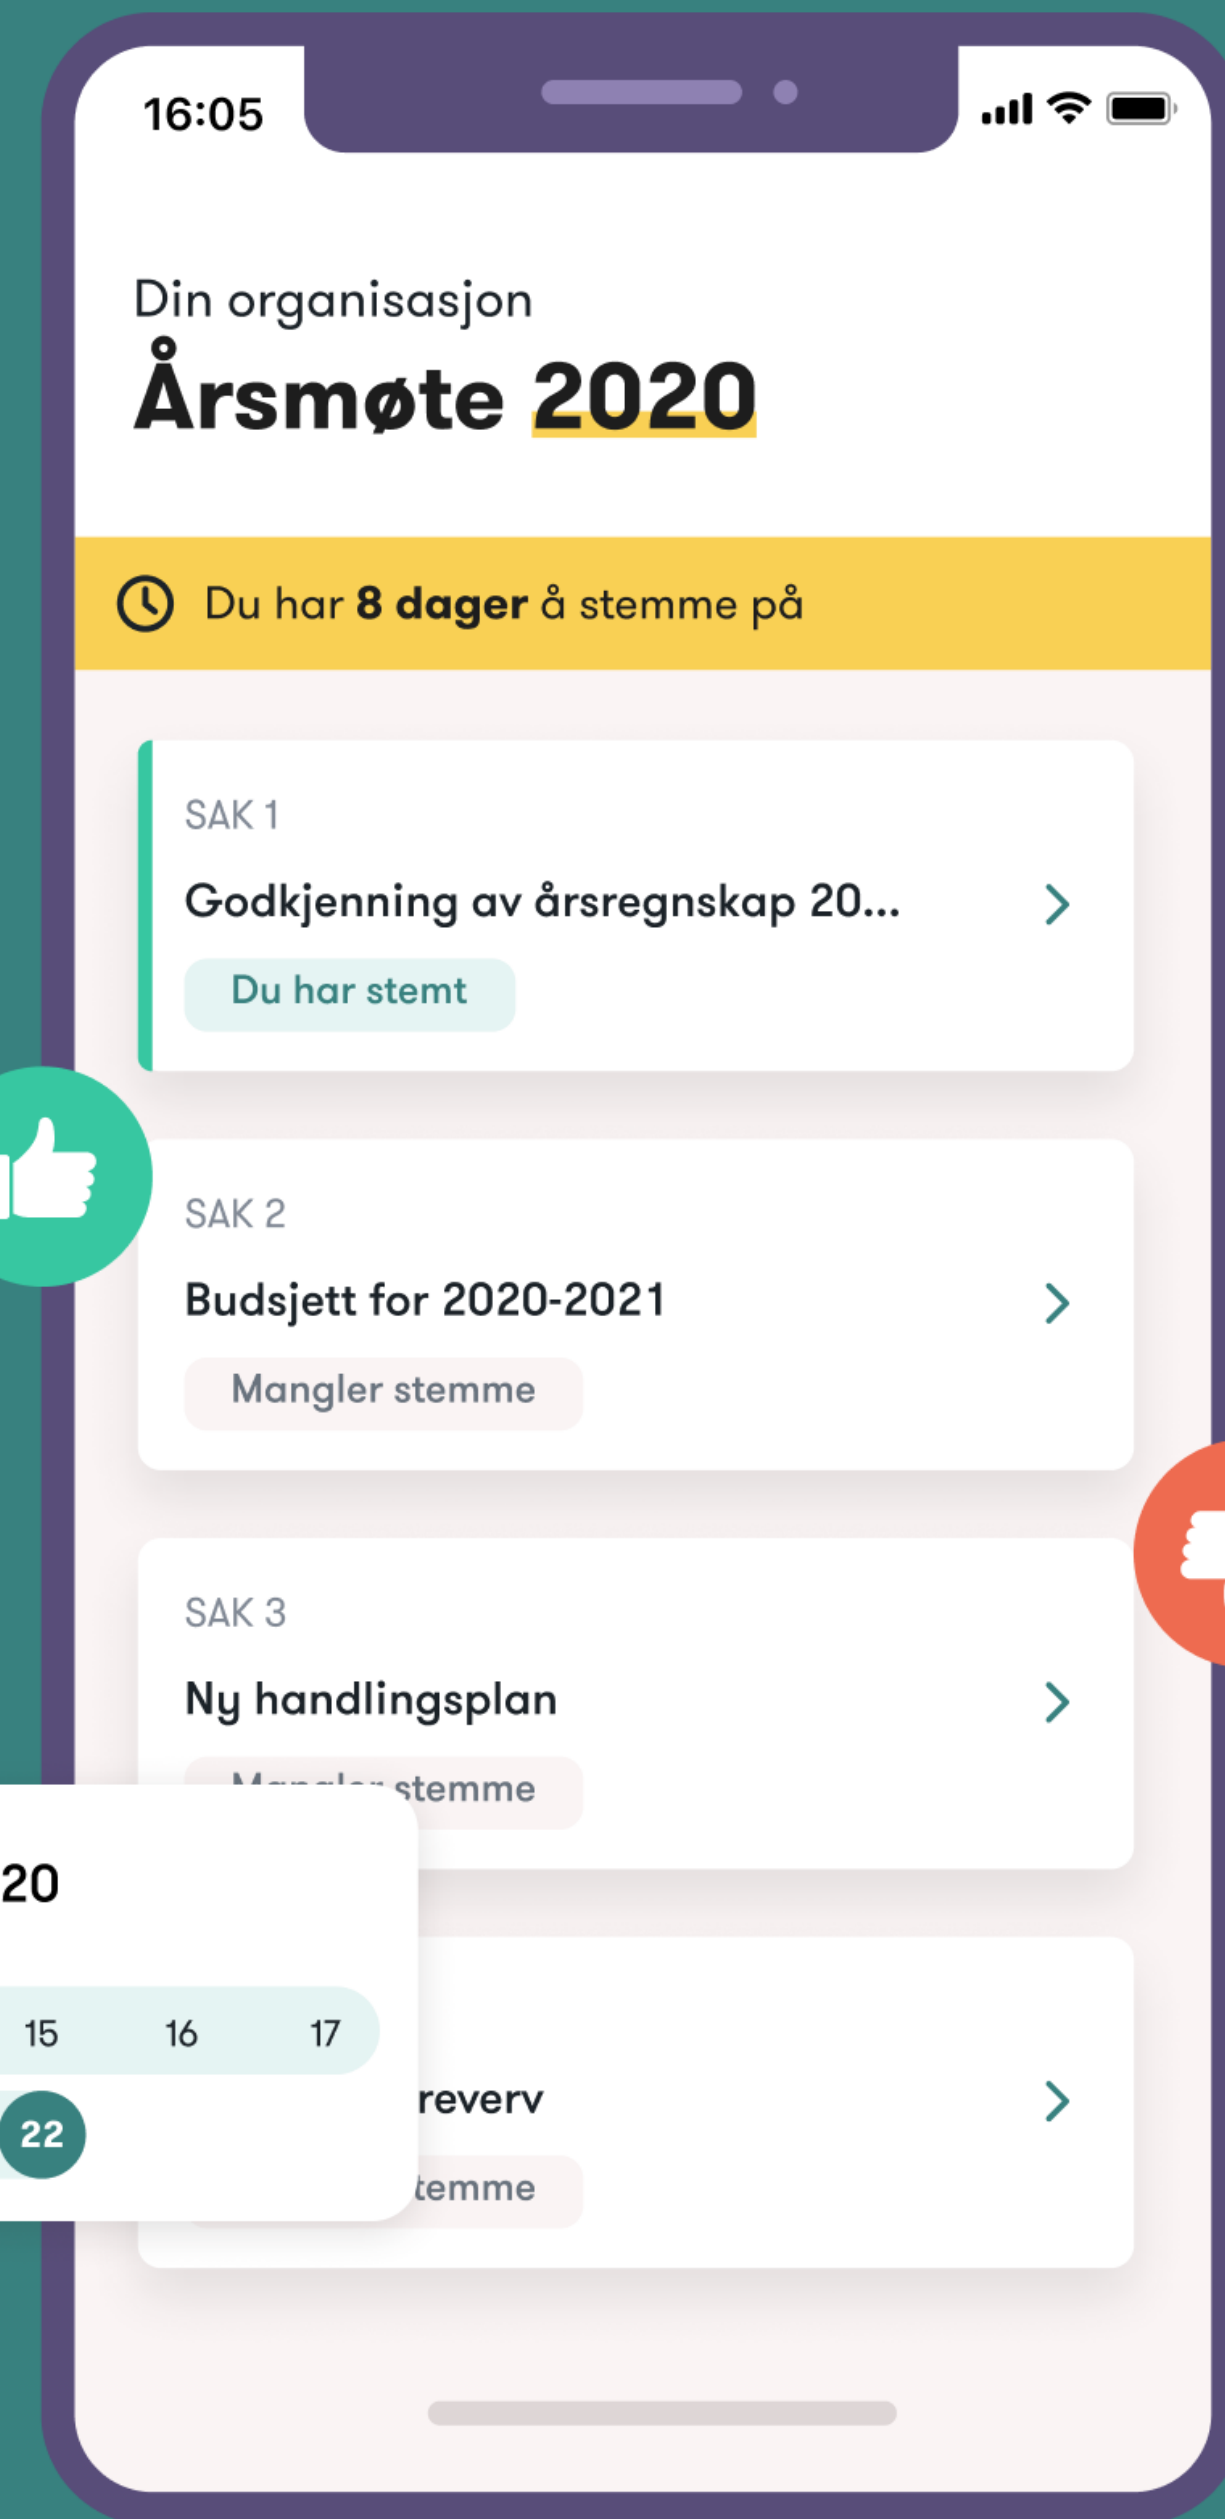 16:05
Din organisasjon
Årsmøte 2020
Du har 8 dager å stemme på
SAK 1
Godkjenning av årsregnskap 20...
Du har stemt
SAK 2
Budsjett for 2020-2021
Mangler stemme
SAK 3
Ny handlingsplan
Mangler stemme
20
15 16 17
22